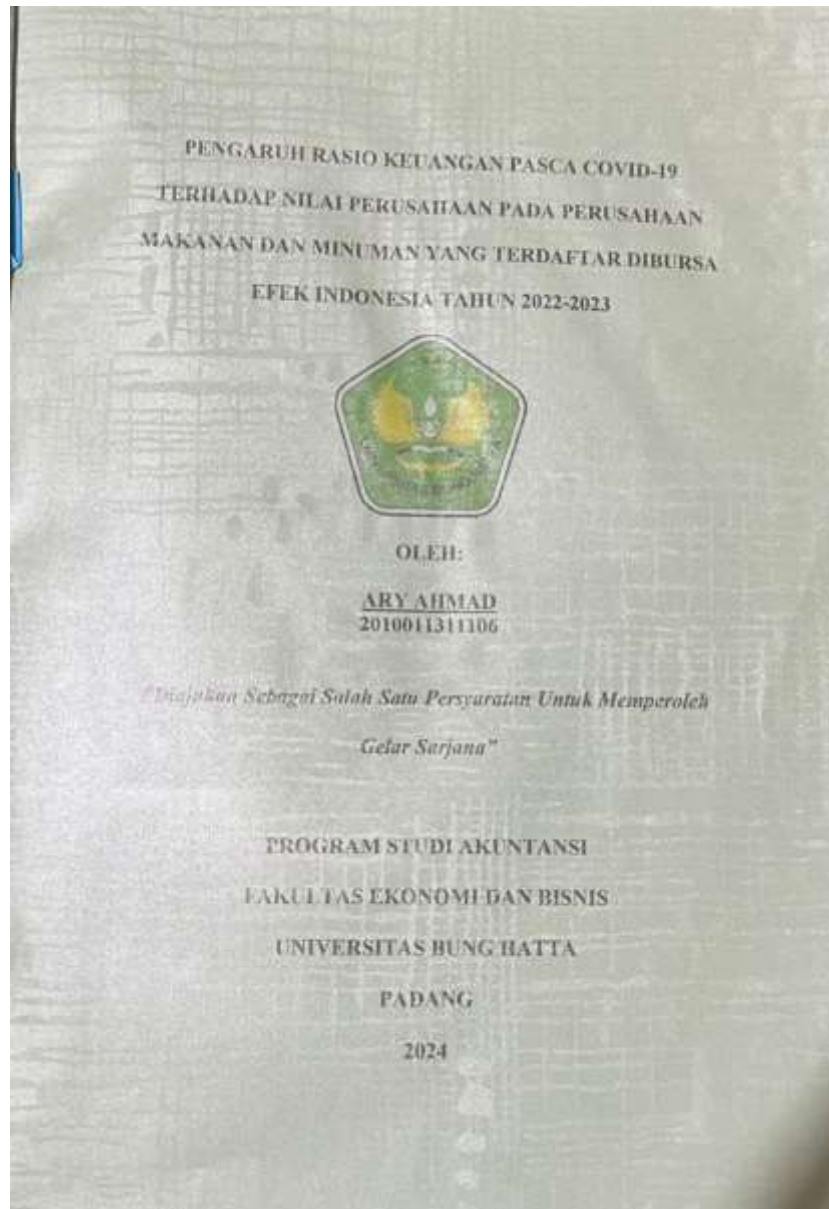 PENGARUH RASIO KEUANGAN PASCA COVID-19
TERHADAP NILAI PERUSAHAAN PADA PERUSAHAAN
MAKANAN DAN MINUMAN YANG TERDAFTAR DIBURSA
EFEK INDONESIA TAHUN 2022-2023
OLEH:
ARY AHMAD
2010011311106
"Diajukan Sebagai Salah Satu Persyaratan Untuk Memperoleh
Gelar Sarjana"
PROGRAM STUDI AKUNTANSI
FAKULTAS EKONOMI DAN BISNIS
UNIVERSITAS BUNG HATTA
PADANG
2024